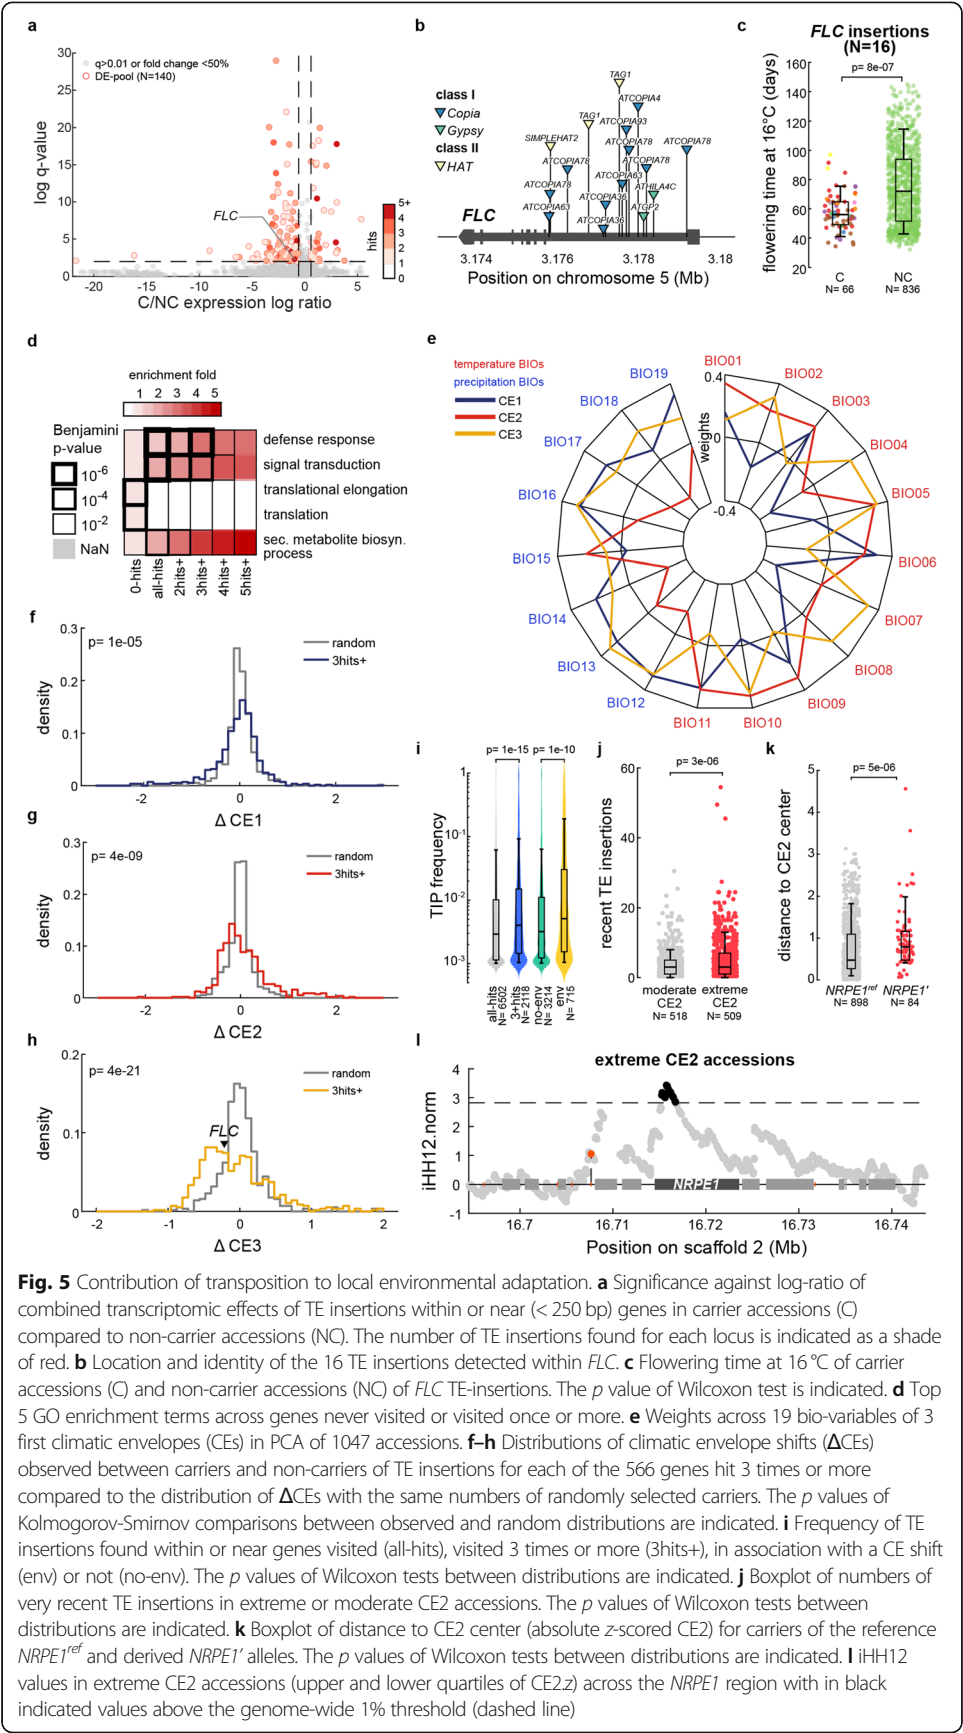 a
30
25
20
15
10
5
0
log q-value
q>0.01 or fold change <50%
DE-pool (N=140)
FLC
-20
-15
-10
-5
0
5
C/NC expression log ratio
5+
4
3
2
1
0
hits
b
class I
Copia
Gypsy
class II
HAT
TAG1
ATCOPIA4
TAG1
ATCOPIA93
SIMPLEHAT2
ATCOPIA78
ATCOPIA78
ATCOPIA78
ATCOPIA78
ATCOPIA78
ATCOPIA63
ATHILA4C
ATCOPIA36
ATCOPIA63
ATGP2
ATCOPIA36
FLC
3.174
3.176
3.178
3.18
Position on chromosome 5 (Mb)
c
FLC insertions
(N=16)
p= 8e-07
160
140
120
100
80
60
40
20
flowering time at 16°C (days)
C
N= 66
NC
N= 836
d
enrichment fold
1 2 3 4 5
Benjamini
p-value
10-6
10-4
10-2
NaN
defense response
signal transduction
translational elongation
translation
sec. metabolite biosyn.
process
0-hits
all-hits
2hits+
3hits+
4hits+
5hits+
e
temperature BIOs
precipitation BIOs
CE1
CE2
CE3
0.4
0
-0.4
weights
BIO01
BIO02
BIO03
BIO04
BIO05
BIO06
BIO07
BIO08
BIO09
BIO10
BIO11
BIO12
BIO13
BIO14
BIO15
BIO16
BIO17
BIO18
BIO19
f
p= 1e-05
random
3hits+
0.3
0.2
0.1
0
density
-2
0
2
Δ CE1
g
p= 4e-09
random
3hits+
0.3
0.2
0.1
0
density
-2
0
2
Δ CE2
h
p= 4e-21
random
3hits+
FLC
0.2
0.1
0
density
-2
-1
0
1
2
Δ CE3
i
p= 1e-15
p= 1e-10
1
10-1
10-2
10-3
TIP frequency
all-hits
N= 6502
3+hits
N= 2118
no-env
N= 3214
env
N= 715
j
p= 3e-06
60
40
20
0
recent TE insertions
moderate
CE2
N= 518
extreme
CE2
N= 509
k
p= 5e-06
5
4
3
2
1
0
distance to CE2 center
NRPE1ref
N= 898
NRPE1'
N= 84
l
extreme CE2 accessions
4
3
2
1
0
-1
iHH12.norm
NRPE1
16.7
16.71
16.72
16.73
16.74
Position on scaffold 2 (Mb)
Fig. 5 Contribution of transposition to local environmental adaptation. a Significance against log-ratio of
combined transcriptomic effects of TE insertions within or near (< 250 bp) genes in carrier accessions (C)
compared to non-carrier accessions (NC). The number of TE insertions found for each locus is indicated as a shade
of red. b Location and identity of the 16 TE insertions detected within FLC. c Flowering time at 16 °C of carrier
accessions (C) and non-carrier accessions (NC) of FLC TE-insertions. The p value of Wilcoxon test is indicated. d Top
5 GO enrichment terms across genes never visited or visited once or more. e Weights across 19 bio-variables of 3
first climatic envelopes (CEs) in PCA of 1047 accessions. f–h Distributions of climatic envelope shifts (ΔCEs)
observed between carriers and non-carriers of TE insertions for each of the 566 genes hit 3 times or more
compared to the distribution of ΔCEs with the same numbers of randomly selected carriers. The p values of
Kolmogorov-Smirnov comparisons between observed and random distributions are indicated. i Frequency of TE
insertions found within or near genes visited (all-hits), visited 3 times or more (3hits+), in association with a CE shift
(env) or not (no-env). The p values of Wilcoxon tests between distributions are indicated. j Boxplot of numbers of
very recent TE insertions in extreme or moderate CE2 accessions. The p values of Wilcoxon tests between
distributions are indicated. k Boxplot of distance to CE2 center (absolute z-scored CE2) for carriers of the reference
NRPE1ref and derived NRPE1' alleles. The p values of Wilcoxon tests between distributions are indicated. l iHH12
values in extreme CE2 accessions (upper and lower quartiles of CE2.z) across the NRPE1 region with in black
indicated values above the genome-wide 1% threshold (dashed line)